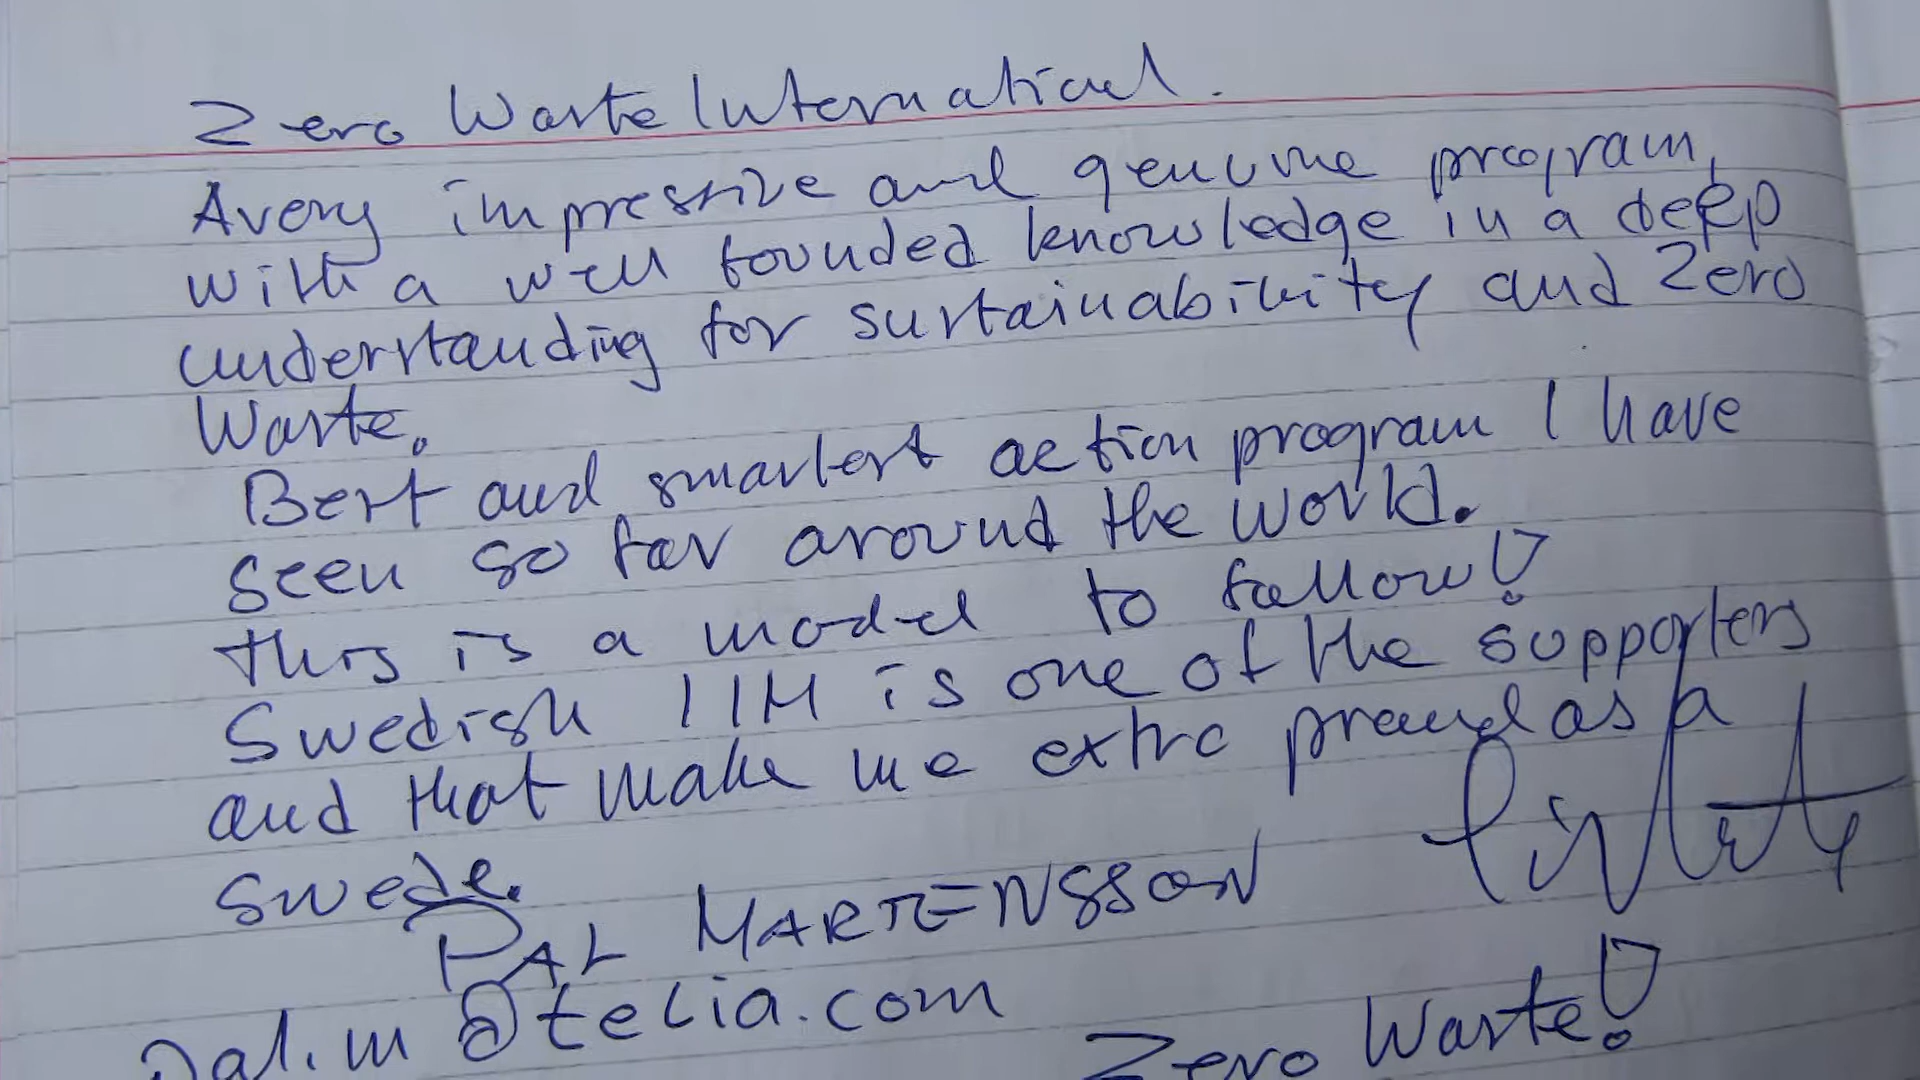 Zero Waste International.
A very impressive and genuine program,
with a well founded knowledge in a deep
understanding for sustainability and Zero
Waste.
Best and smartest action program I have
seen so far around the world.
this is a model to follow!
Swedish IIH is one of the supporters
and that make me extra proud as a
swede.
PAL MARTENSSON
pal.m@telia.com
Zero Waste!